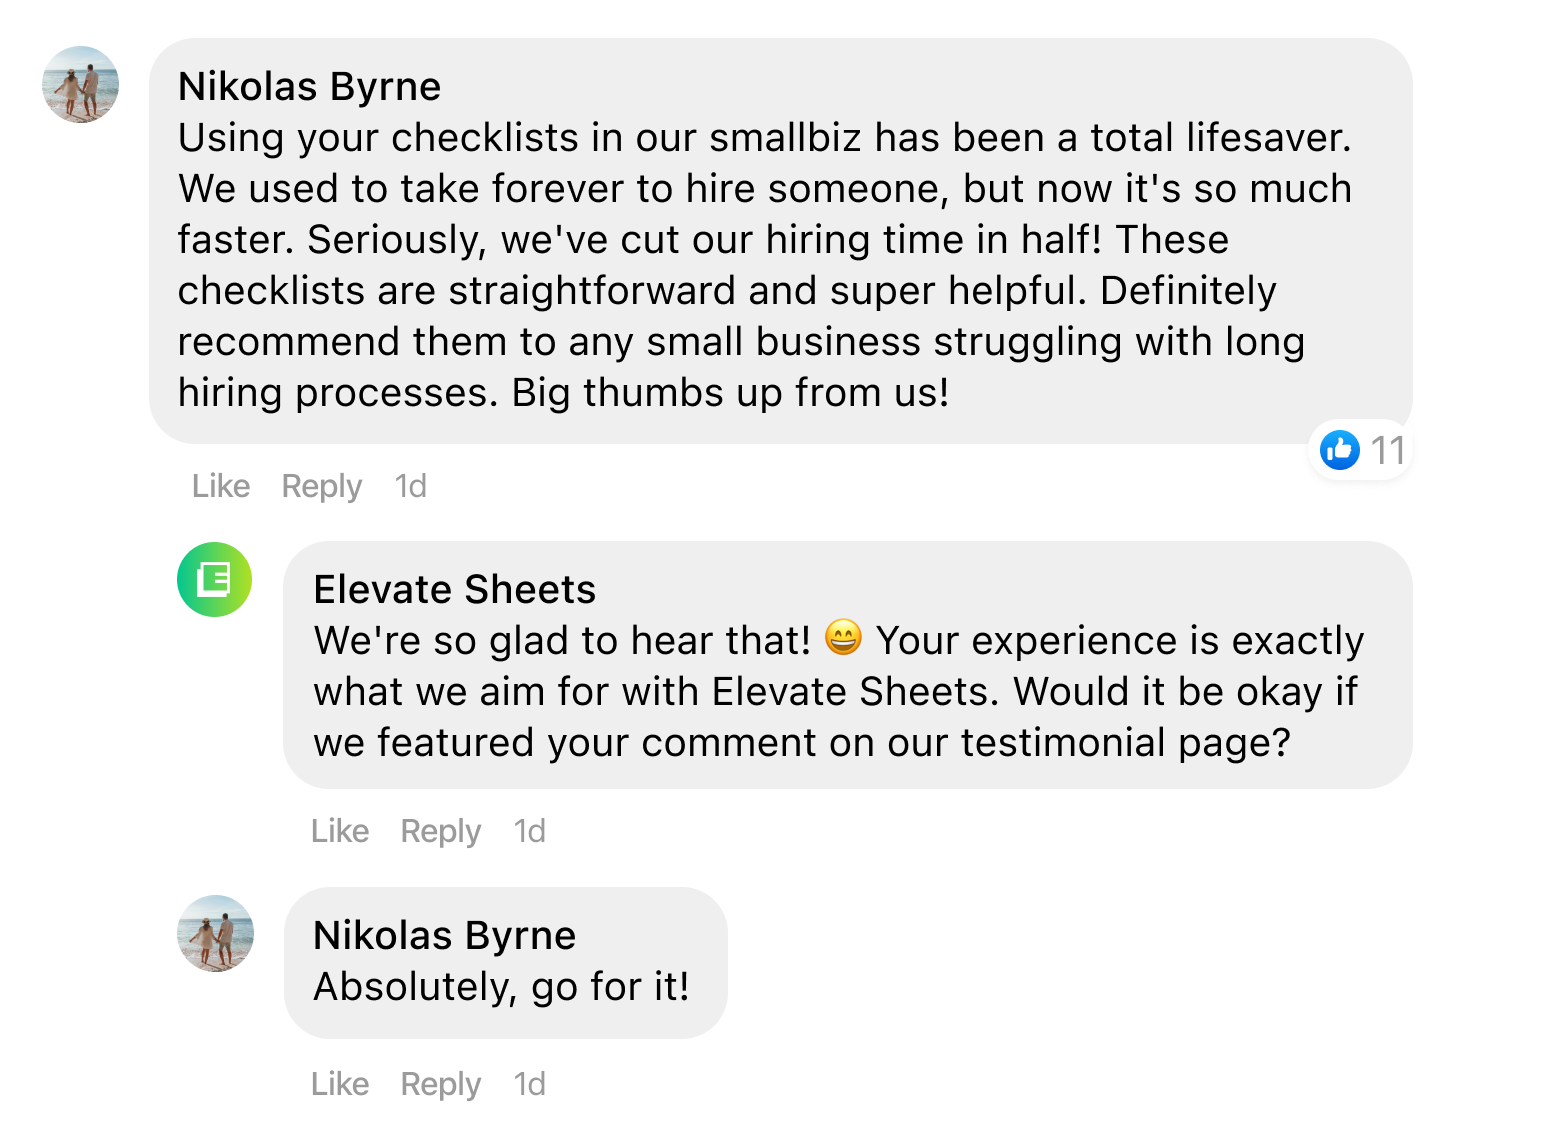 Nikolas Byrne
Using your checklists in our smallbiz has been a total lifesaver.
We used to take forever to hire someone, but now it's so much
faster. Seriously, we've cut our hiring time in half! These
checklists are straightforward and super helpful. Definitely
recommend them to any small business struggling with long
hiring processes. Big thumbs up from us!
11
Like Reply 1d
Elevate Sheets
We're so glad to hear that! 😄 Your experience is exactly
what we aim for with Elevate Sheets. Would it be okay if
we featured your comment on our testimonial page?
Like Reply 1d
Nikolas Byrne
Absolutely, go for it!
Like Reply 1d